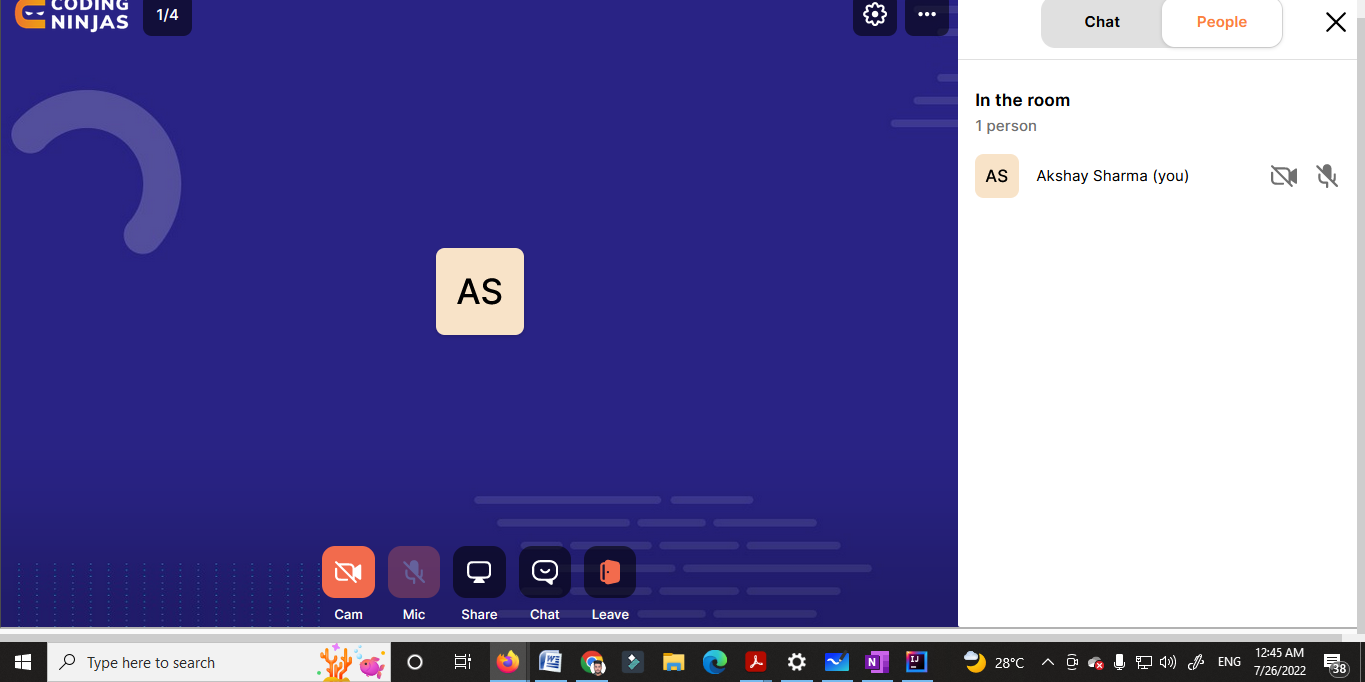 CODING
NINJAS
1/4
Chat
People
In the room
1 person
AS
Akshay Sharma (you)
AS
Cam
Mic
Share
Chat
Leave
Type here to search
28°C
ENG
12:45 AM
7/26/2022
38